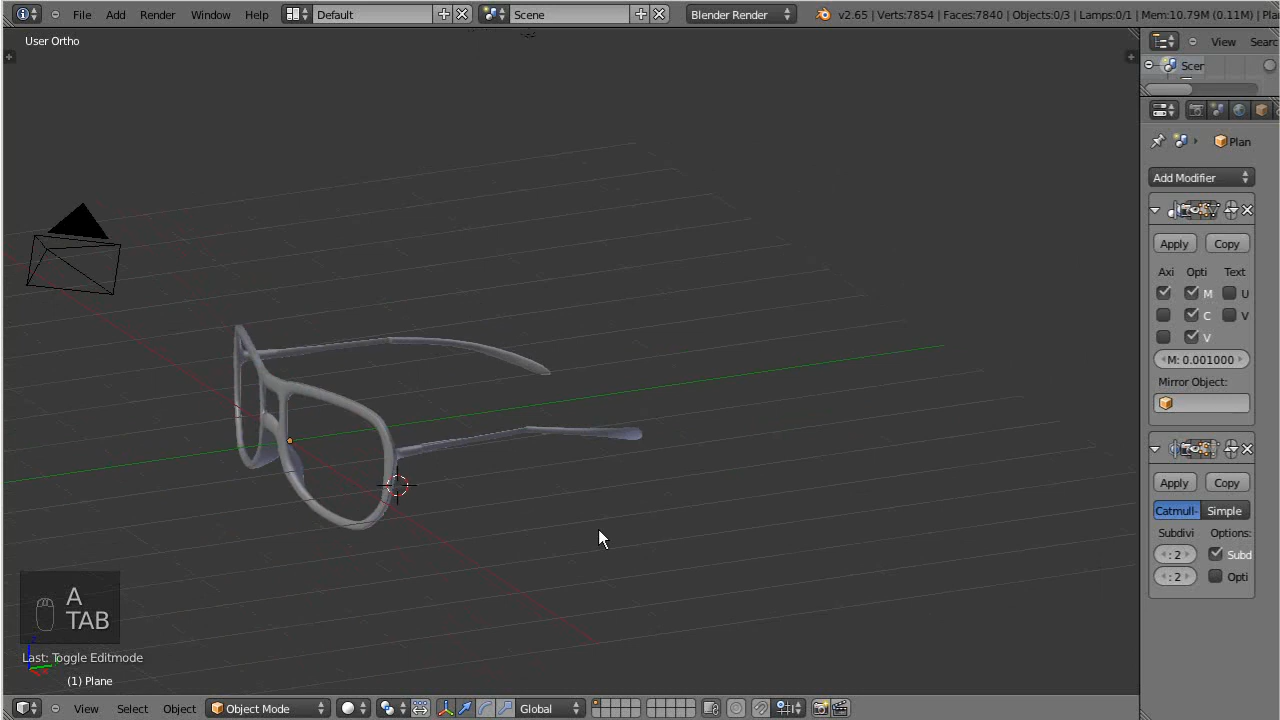 File Add Render Window Help Default Scene Blender Render v2.65 | Verts:7854 | Faces:7840 | Objects:0/3 | Lamps:0/1 | Mem:10.79M (0.11M) | Pla
User Ortho
View Searc
Scer
Plan
Add Modifier
Apply Copy
Axi Opti Text
M U
C V
V
M: 0.001000
Mirror Object:
Apply Copy
Catmull- Simple
Subdivi Options:
: 2 Subd
: 2 Opti
A
TAB
Last: Toggle Editmode
(1) Plane
View Select Object Object Mode Global